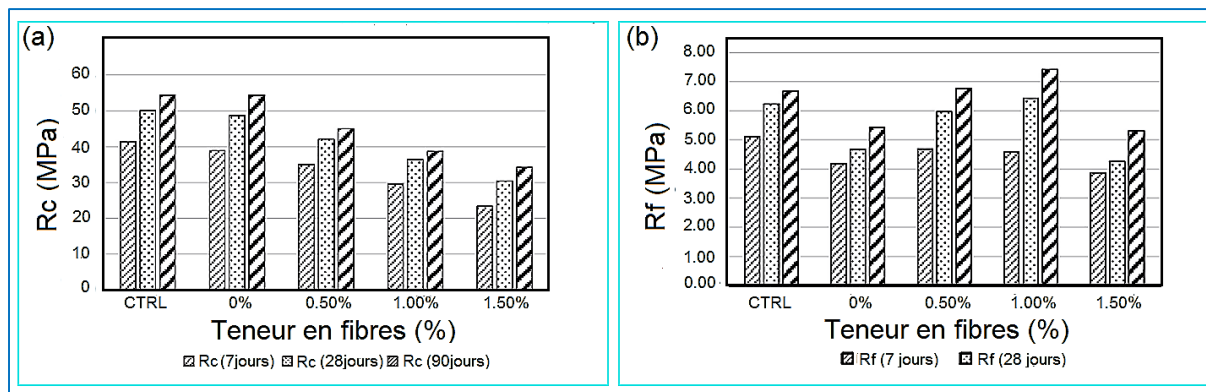 (a)
60
50
40
30
20
10
0
Rc (MPa)
CTRL 0% 0.50% 1.00% 1.50%
Teneur en fibres (%)
Rc (7jours) Rc (28jours) Rc (90jours)
(b)
8.00
7.00
6.00
5.00
4.00
3.00
2.00
1.00
0.00
Rf (MPa)
CTRL 0% 0.50% 1.00% 1.50%
Teneur en fibres (%)
Rf (7 jours) Rf (28 jours)